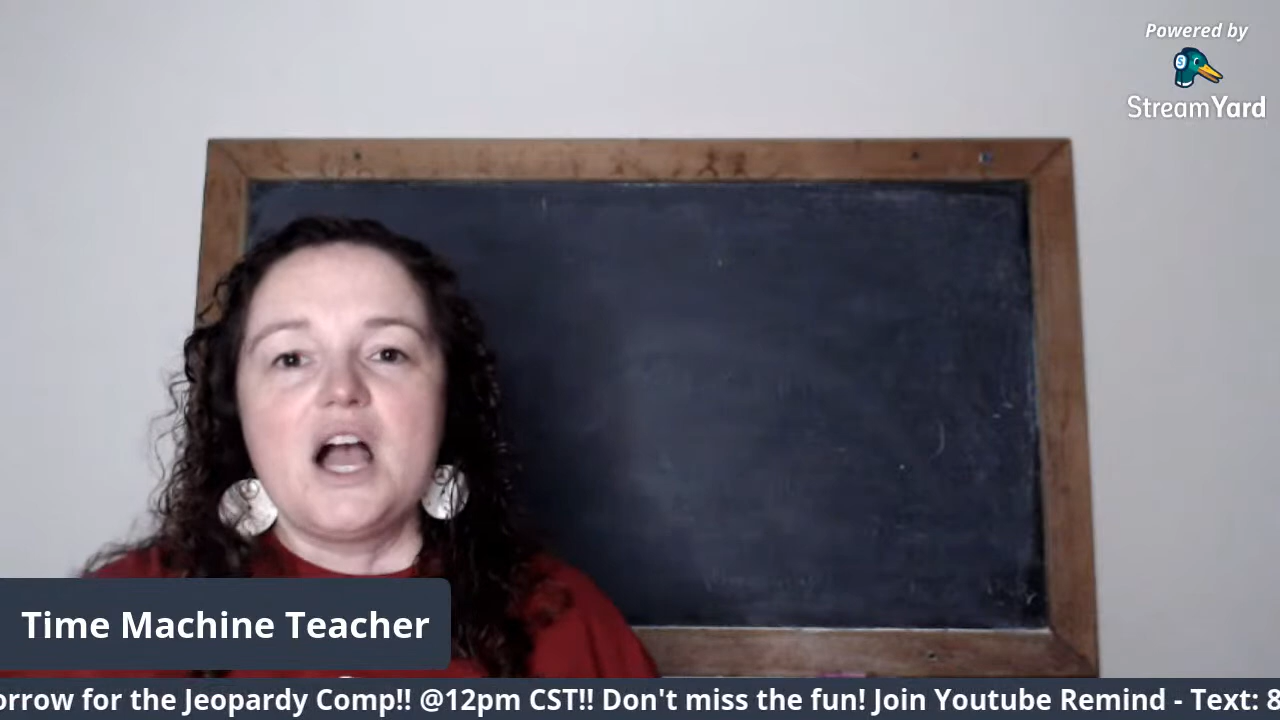 Powered by
StreamYard
Time Machine Teacher
orrow for the Jeopardy Comp!! @12pm CST!! Don't miss the fun! Join Youtube Remind - Text: 8